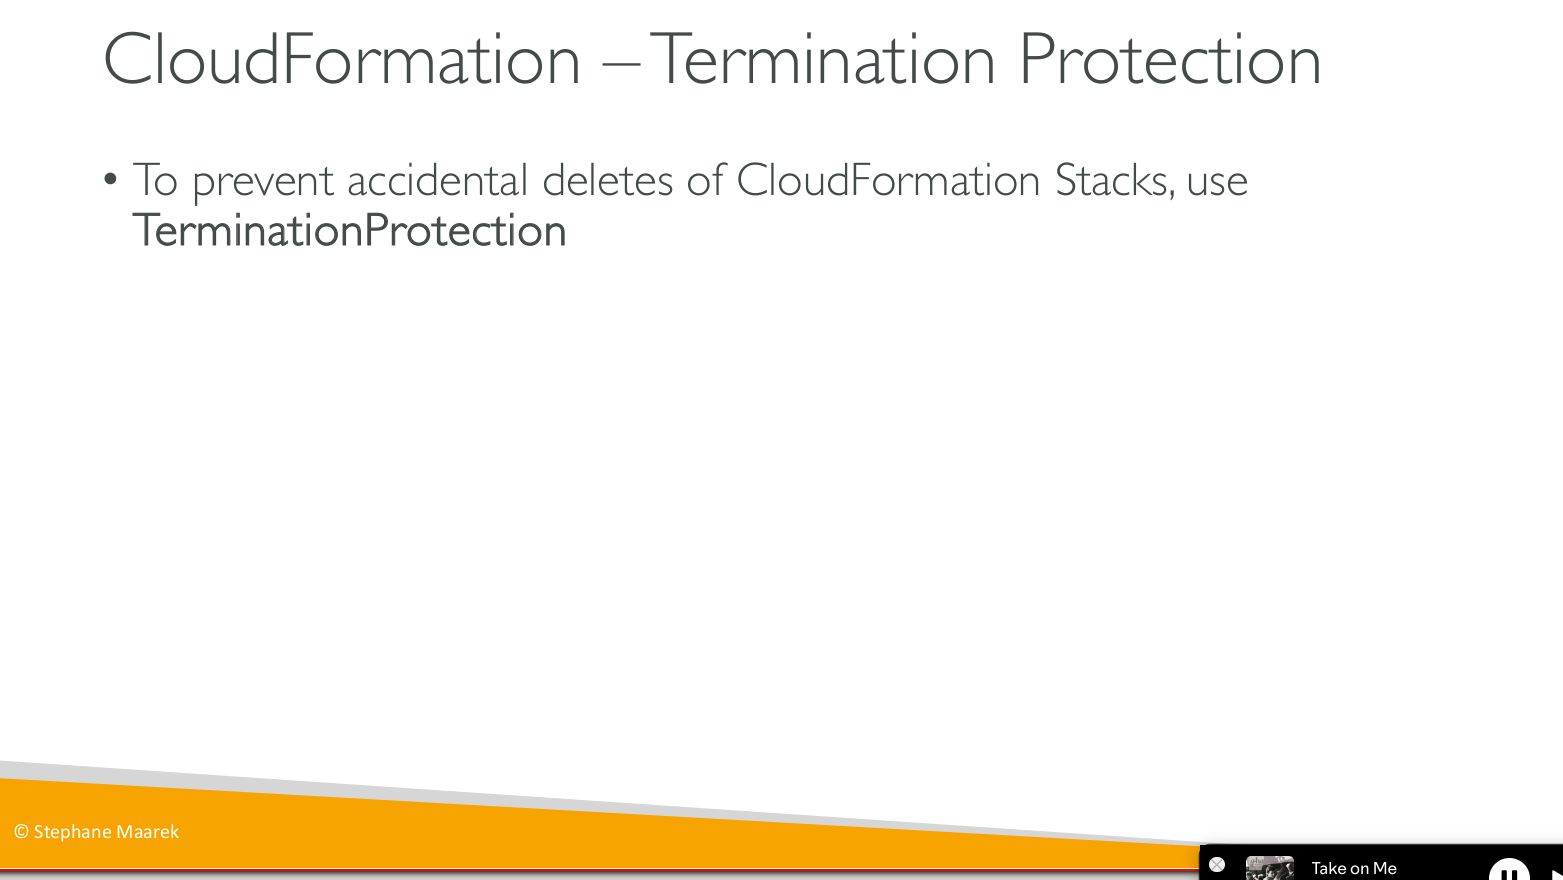 CloudFormation – Termination Protection
• To prevent accidental deletes of CloudFormation Stacks, use
TerminationProtection
© Stephane Maarek
Take on Me